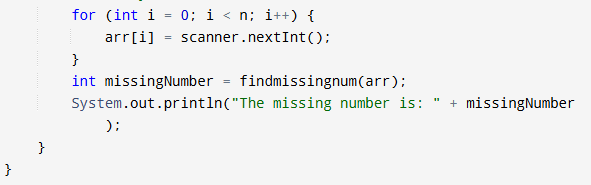 for (int i = 0; i < n; i++) {
arr[i] = scanner.nextInt();
}
int missingNumber = findmissingnum(arr);
System.out.println("The missing number is: " + missingNumber
);
}
}